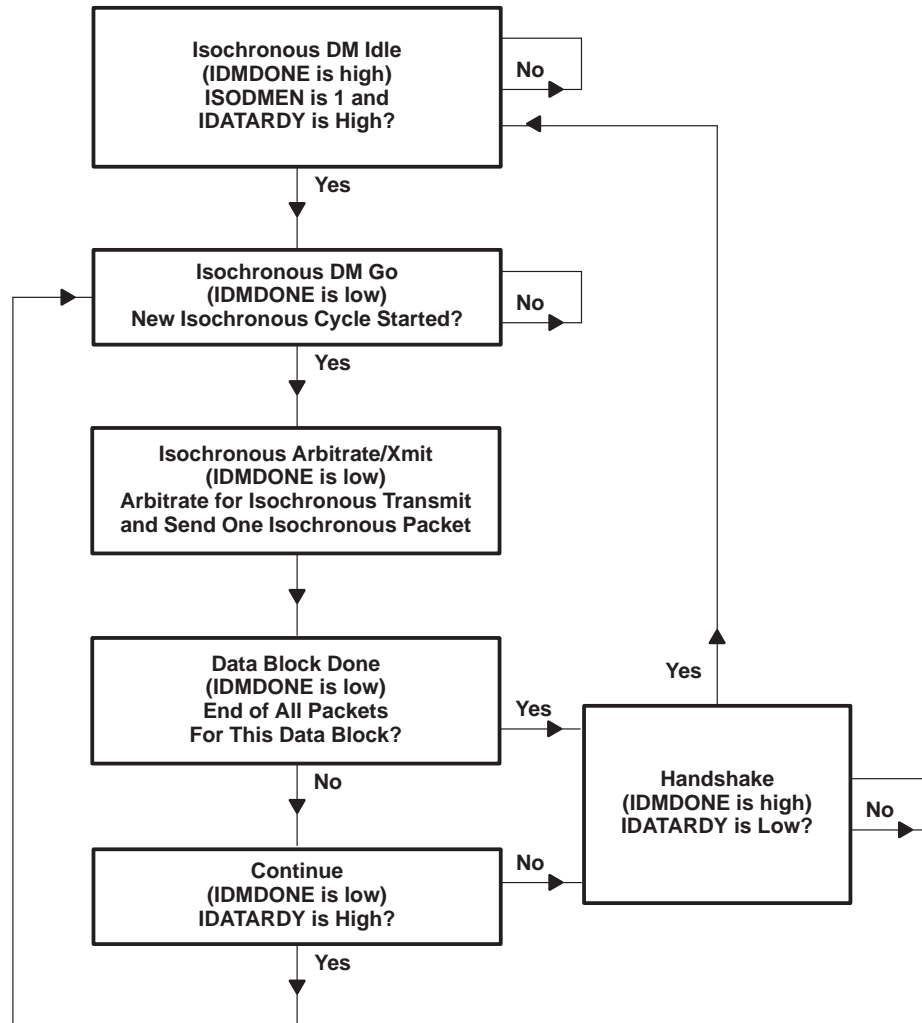 Isochronous DM Idle
(IDMDONE is high)
ISODMEN is 1 and
IDATARDY is High?
No
Yes
Isochronous DM Go
(IDMDONE is low)
New Isochronous Cycle Started?
No
Yes
Isochronous Arbitrate/Xmit
(IDMDONE is low)
Arbitrate for Isochronous Transmit
and Send One Isochronous Packet
Data Block Done
(IDMDONE is low)
End of All Packets
For This Data Block?
Yes
No
Yes
Handshake
(IDMDONE is high)
IDATARDY is Low?
No
Continue
(IDMDONE is low)
IDATARDY is High?
No
Yes